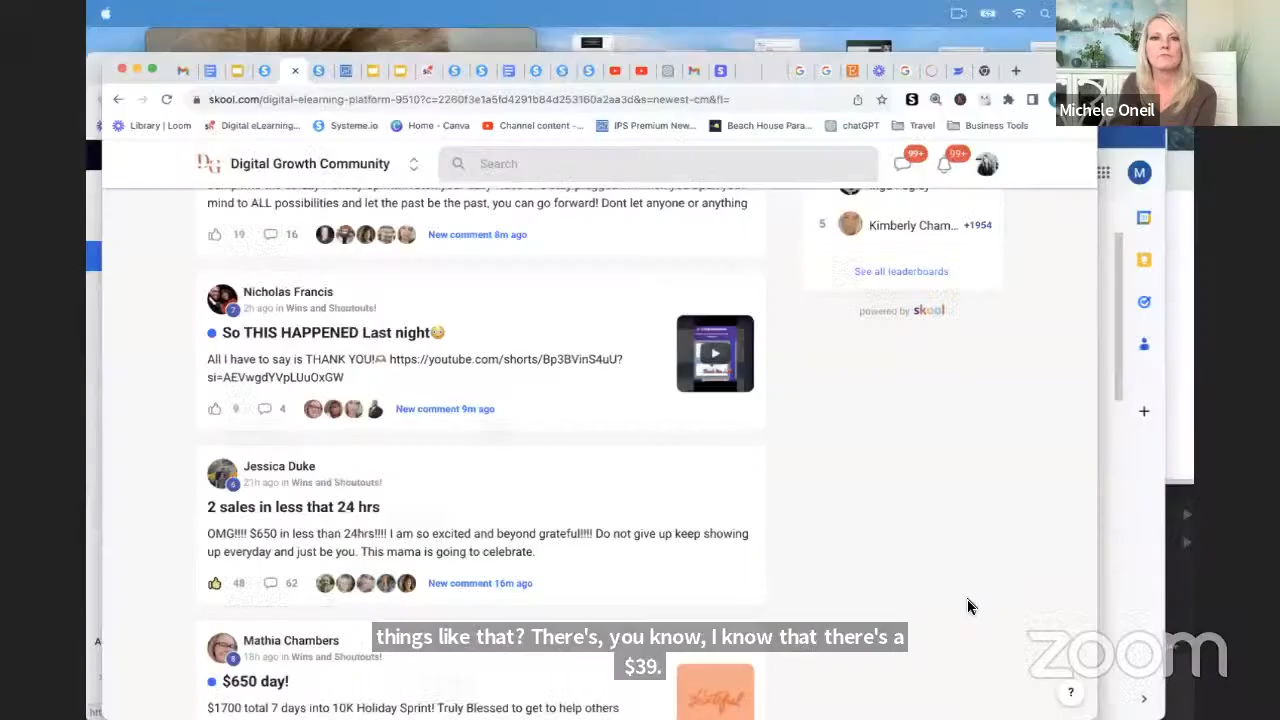 skool.com/digital-elearning-platform-9510?c=2260f3e1a5fd4291b84d253160a2aa3d&s=newest-cm&fl=
Library | Loom
Digital eLearning...
Systeme.io
Home - Canva
Channel content -...
IPS Premium New...
Beach House Para...
chatGPT
Travel
Business Tools
Michele Oneil
DG
Digital Growth Community
Search
99+
99+
M
mind to ALL possibilities and let the past be the past, you can go forward! Dont let anyone or anything
19
16
New comment 8m ago
5
Kimberly Cham...
+1954
See all leaderboards
powered by skool
Nicholas Francis
7
2h ago in Wins and Shoutouts!
So THIS HAPPENED Last night
All I have to say is THANK YOU! https://youtube.com/shorts/Bp3BVinS4uU?
si=AEVwgdYVpLUuOxGW
9
4
New comment 9m ago
Jessica Duke
6
21h ago in Wins and Shoutouts!
2 sales in less that 24 hrs
OMG!!!! $650 in less than 24hrs!!!! I am so excited and beyond grateful!!!! Do not give up keep showing
up everyday and just be you. This mama is going to celebrate.
48
62
New comment 16m ago
Mathia Chambers
18h ago in Wins and Shoutouts!
$650 day!
$1700 total 7 days into 10K Holiday Sprint! Truly Blessed to get to help others
things like that? There's, you know, I know that there's a
$39.
zoom
?